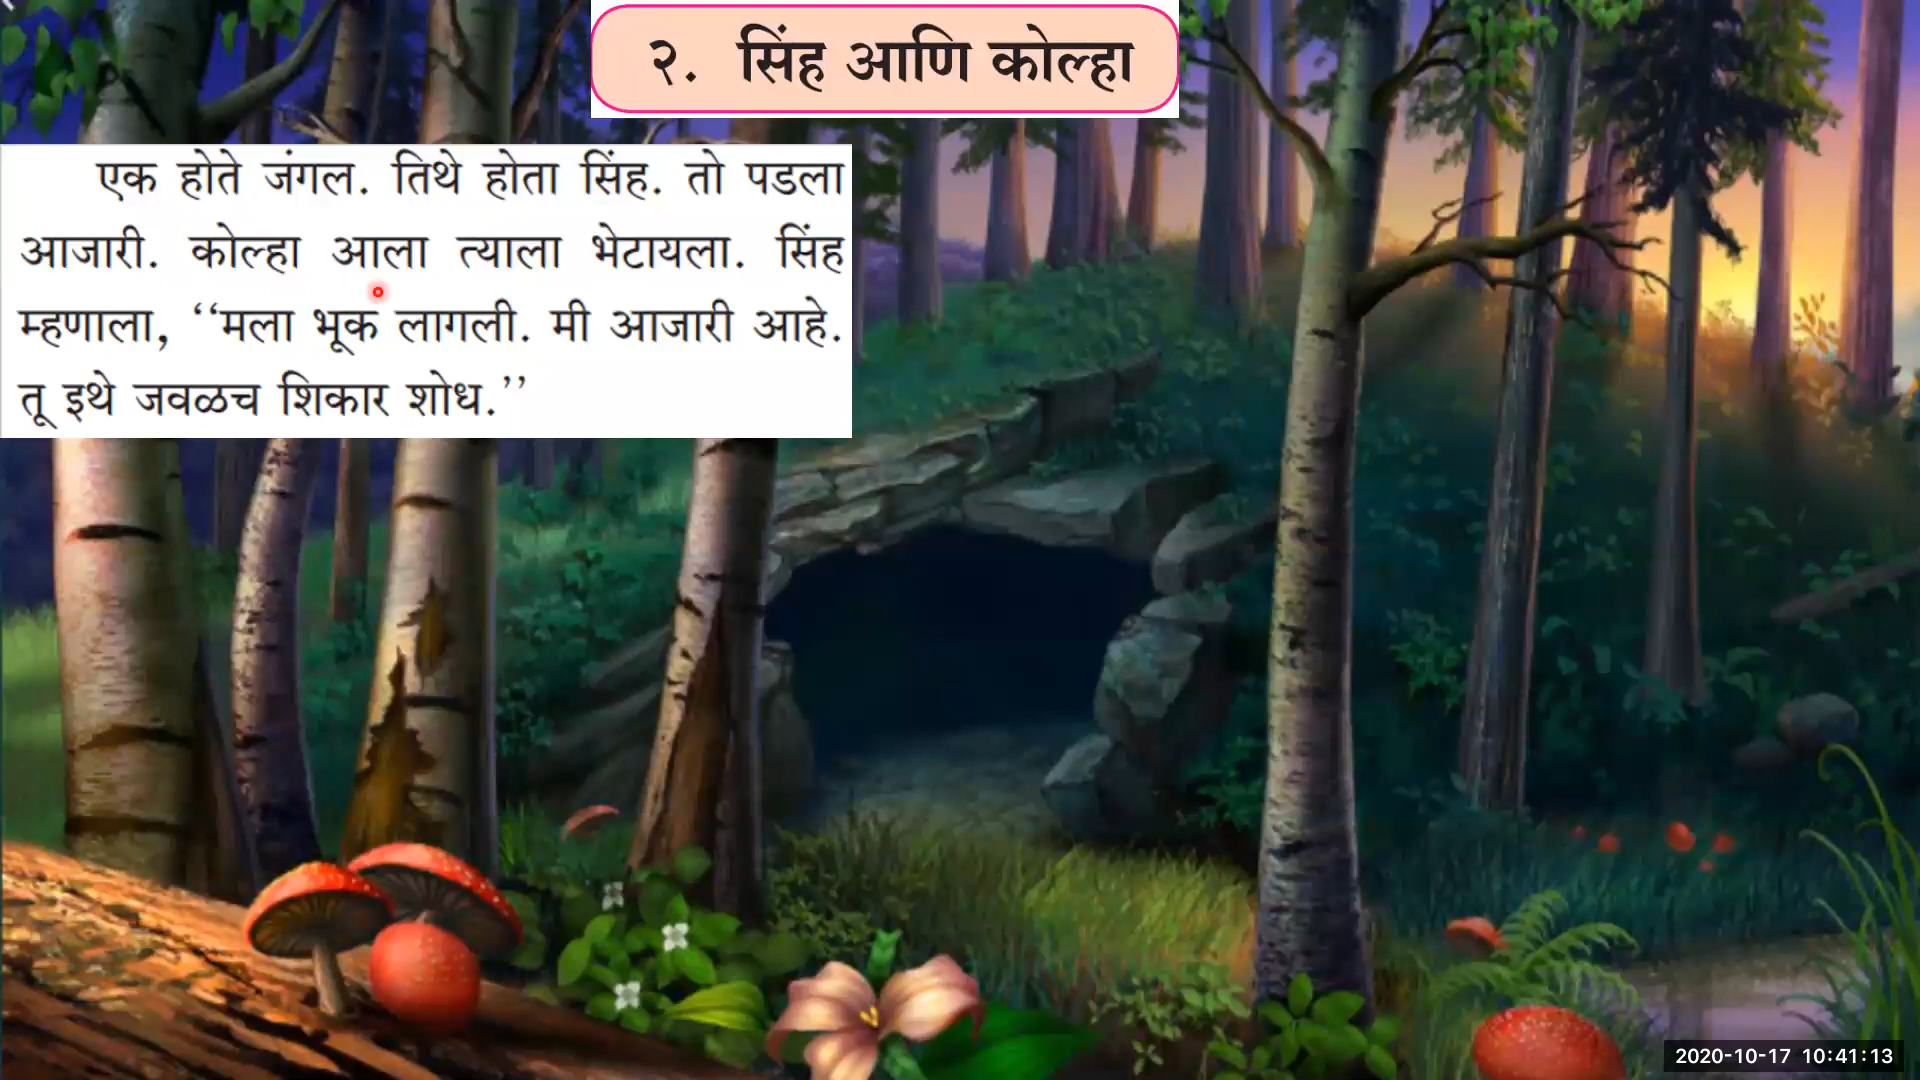 २. सिंह आणि कोल्हा
एक होते जंगल. तिथे होता सिंह. तो पडला
आजारी. कोल्हा आला त्याला भेटायला. सिंह
म्हणाला, ‘‘मला भूक लागली. मी आजारी आहे.
तू इथे जवळच शिकार शोध.’’
2020-10-17 10:41:13